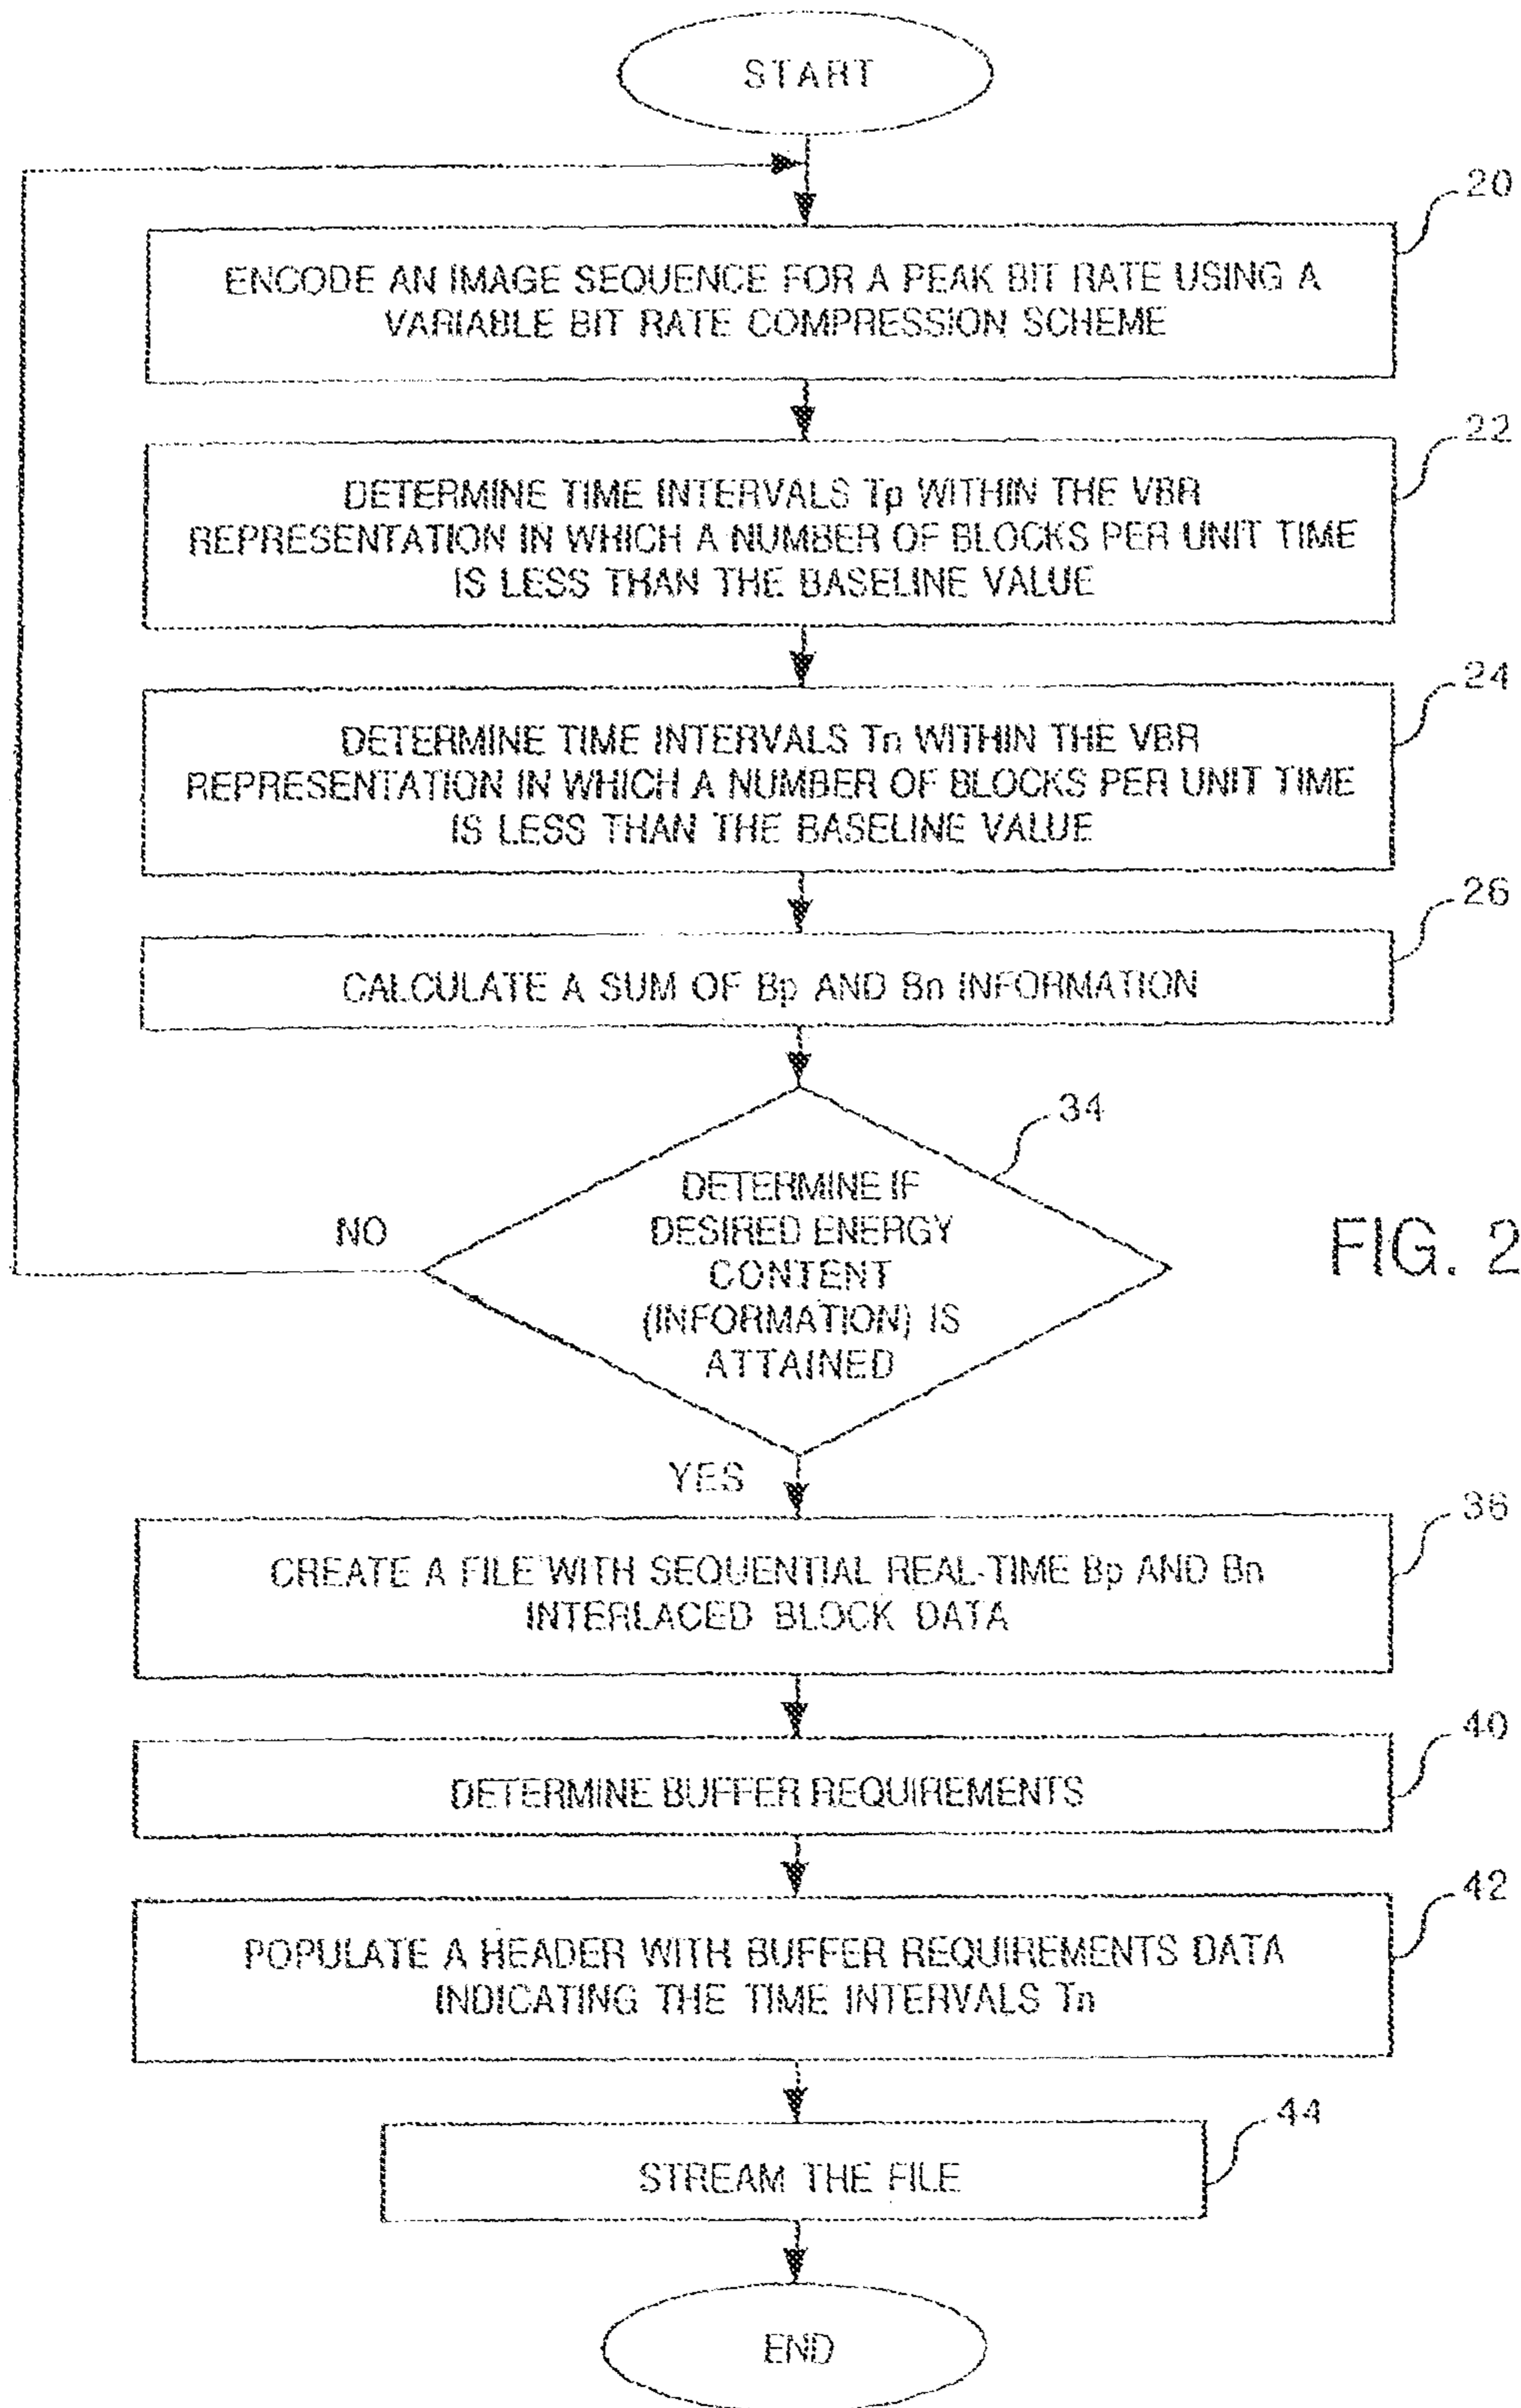 START
20
ENCODE AN IMAGE SEQUENCE FOR A PEAK BIT RATE USING A
VARIABLE BIT RATE COMPRESSION SCHEME
22
DETERMINE TIME INTERVALS Tp WITHIN THE VBR
REPRESENTATION IN WHICH A NUMBER OF BLOCKS PER UNIT TIME
IS LESS THAN THE BASELINE VALUE
24
DETERMINE TIME INTERVALS Tn WITHIN THE VBR
REPRESENTATION IN WHICH A NUMBER OF BLOCKS PER UNIT TIME
IS LESS THAN THE BASELINE VALUE
26
CALCULATE A SUM OF Bp AND Bn INFORMATION
34
DETERMINE IF
DESIRED ENERGY
CONTENT
(INFORMATION) IS
ATTAINED
NO
FIG. 2
YES
36
CREATE A FILE WITH SEQUENTIAL REAL-TIME Bp AND Bn
INTERLACED BLOCK DATA
40
DETERMINE BUFFER REQUIREMENTS
42
POPULATE A HEADER WITH BUFFER REQUIREMENTS DATA
INDICATING THE TIME INTERVALS Tn
44
STREAM THE FILE
END